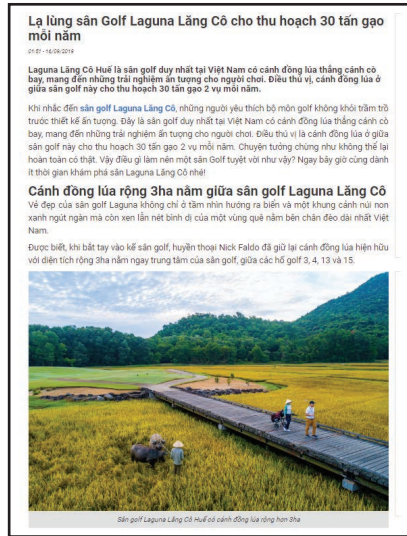 Lạ lùng sân Golf Laguna Lăng Cô cho thu hoạch 30 tấn gạo
mỗi năm
01:51 - 16/09/2019
Laguna Lăng Cô Huế là sân golf duy nhất tại Việt Nam có cánh đồng lúa thẳng cánh cò
bay, mang đến những trải nghiệm ấn tượng cho người chơi. Điều thú vị, cánh đồng lúa ở
giữa sân golf này cho thu hoạch 30 tấn gạo 2 vụ mỗi năm.
Khi nhắc đến sân golf Laguna Lăng Cô, những người yêu thích bộ môn golf không khỏi trầm trồ
trước thiết kế ấn tượng. Đây là sân golf duy nhất tại Việt Nam có cánh đồng lúa thẳng cánh cò
bay, mang đến những trải nghiệm ấn tượng cho người chơi. Điều thú vị là cánh đồng lúa ở giữa
sân golf này cho thu hoạch 30 tấn gạo 2 vụ mỗi năm. Chuyện tưởng chừng như không thể lại
hoàn toàn có thật. Vậy điều gì làm nên một sân Golf tuyệt vời như vậy? Ngay bây giờ cùng dành
ít thời gian khám phá sân Laguna Lăng Cô nhé!
Cánh đồng lúa rộng 3ha nằm giữa sân golf Laguna Lăng Cô
Vẻ đẹp của sân golf Laguna không chỉ ở tầm nhìn hướng ra biển và một khung cảnh núi non
xanh ngút ngàn mà còn xen lẫn nét bình dị của một vùng quê nằm bên chân đèo dài nhất Việt
Nam.
Được biết, khi bắt tay vào kế sân golf, huyền thoại Nick Faldo đã giữ lại cánh đồng lúa hiện hữu
với diện tích rộng 3ha nằm ngay trung tâm của sân golf, giữa các hố golf 3, 4, 13 và 15.
Sân golf Laguna Lăng Cô Huế có cánh đồng lúa rộng hơn 3ha